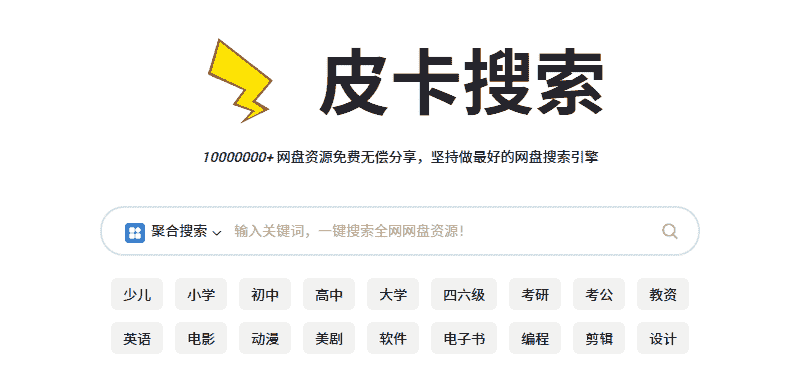 皮卡搜索
10000000+ 网盘资源免费无偿分享，坚持做最好的网盘搜索引擎
聚合搜索 输入关键词，一键搜索全网网盘资源！
少儿 小学 初中 高中 大学 四六级 考研 考公 教资
英语 电影 动漫 美剧 软件 电子书 编程 剪辑 设计